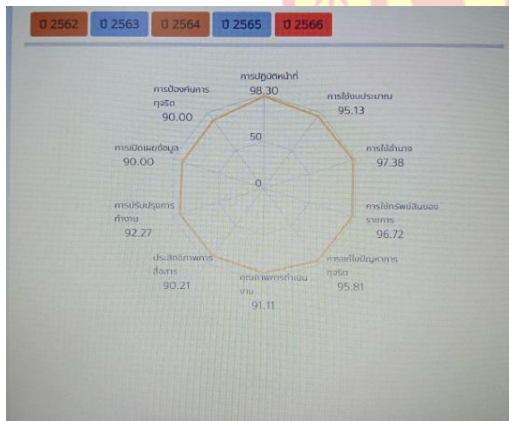 ปี 2562 ปี 2563 ปี 2564 ปี 2565 ปี 2566
การปฏิบัติหน้าที่
98.30
การใช้งบประมาณ
95.13
การใช้อำนาจ
97.38
การใช้ทรัพย์สินของ
ราชการ
96.72
การแก้ไขปัญหาการ
ทุจริต
95.81
คุณภาพการดำเนิน
งาน
91.11
ประสิทธิภาพการ
สื่อสาร
90.21
การปรับปรุงการ
ทำงาน
92.27
การเปิดเผยข้อมูล
90.00
การป้องกันการ
ทุจริต
90.00
50
0